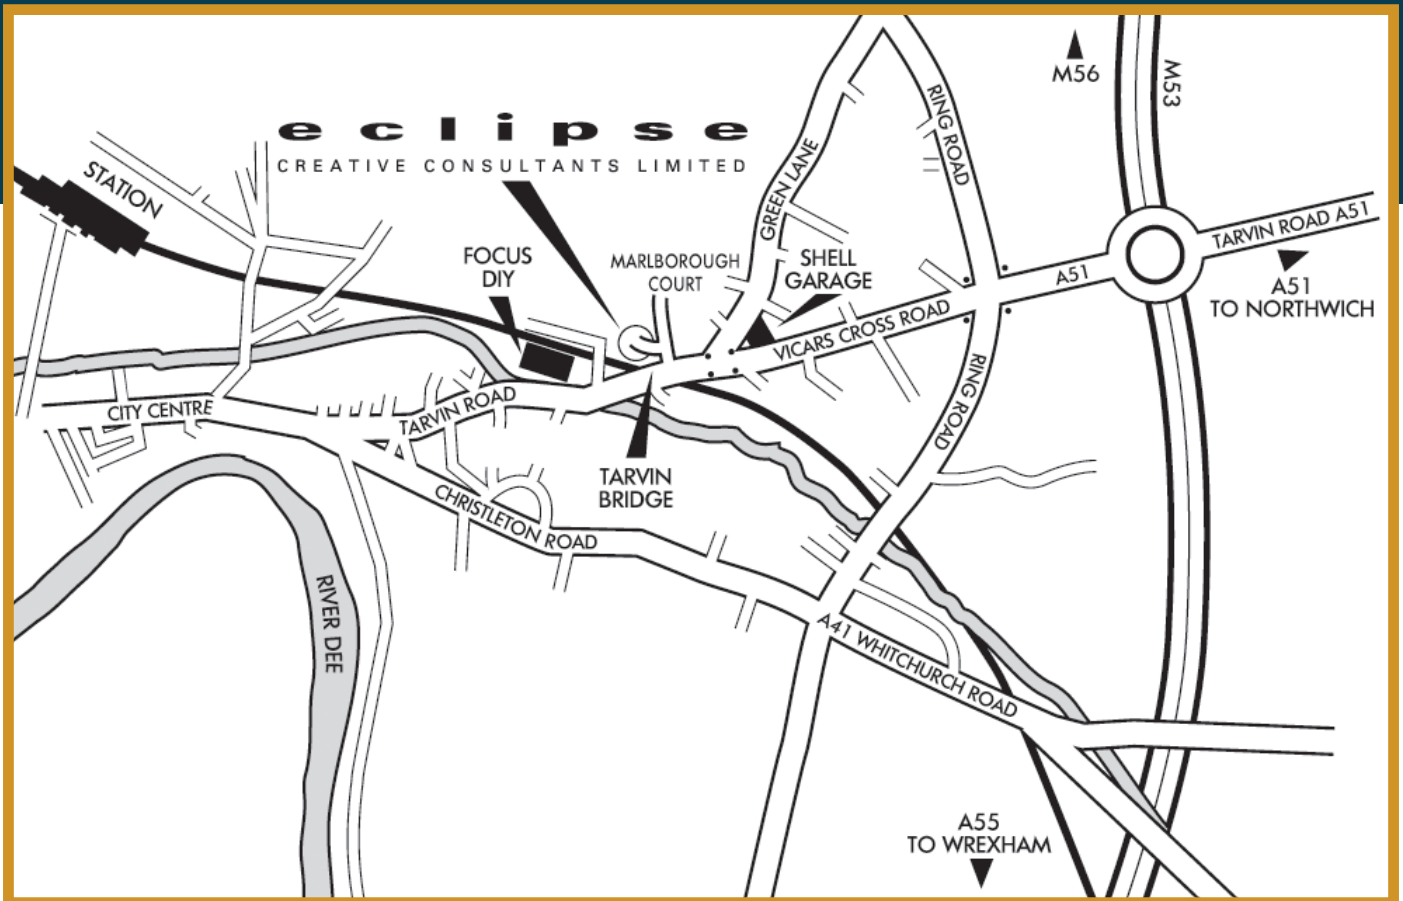 eclipse
CREATIVE CONSULTANTS LIMITED
M56
M53
RING ROAD
GREEN LANE
STATION
TARVIN ROAD A51
A51
A51
TO NORTHWICH
FOCUS
DIY
MARLBOROUGH
COURT
SHELL
GARAGE
VICARS CROSS ROAD
RING ROAD
CITY CENTRE
TARVIN ROAD
TARVIN
BRIDGE
CHRISTLETON ROAD
RIVER DEE
A41 WHITCHURCH ROAD
A55
TO WREXHAM